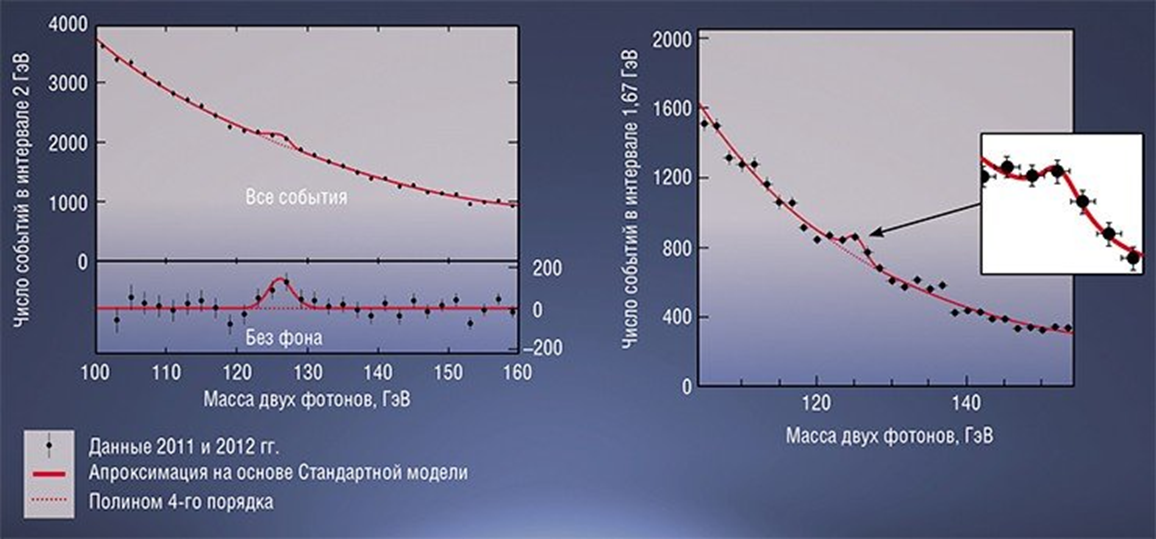 Число событий в интервале 2 ГэВ
4000
3000
2000
1000
0
Все события
200
0
–200
Без фона
100 110 120 130 140 150 160
Масса двух фотонов, ГэВ
Число событий в интервале 1,67 ГэВ
2000
1600
1200
800
400
0
120 140
Масса двух фотонов, ГэВ
Данные 2011 и 2012 гг.
Апроксимация на основе Стандартной модели
Полином 4-го порядка